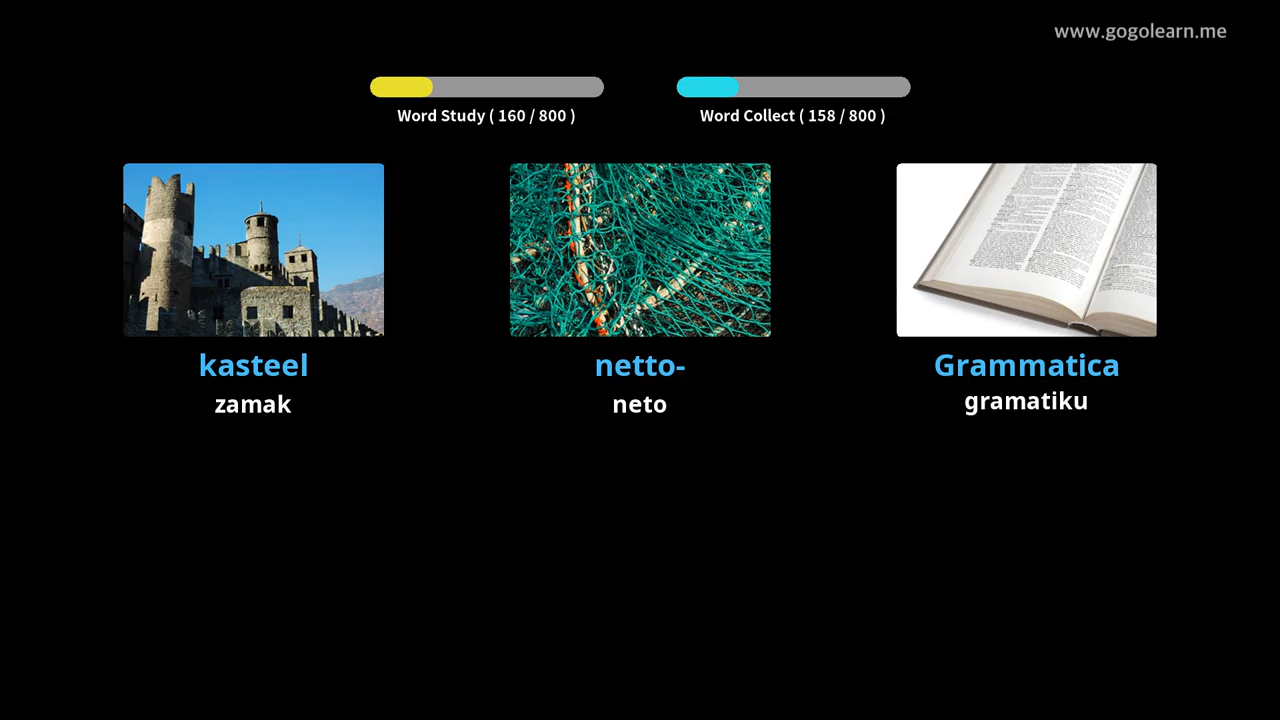 www.gogolearn.me
Word Study ( 160 / 800 )
Word Collect ( 158 / 800 )
kasteel
zamak
netto-
neto
Grammatica
gramatiku